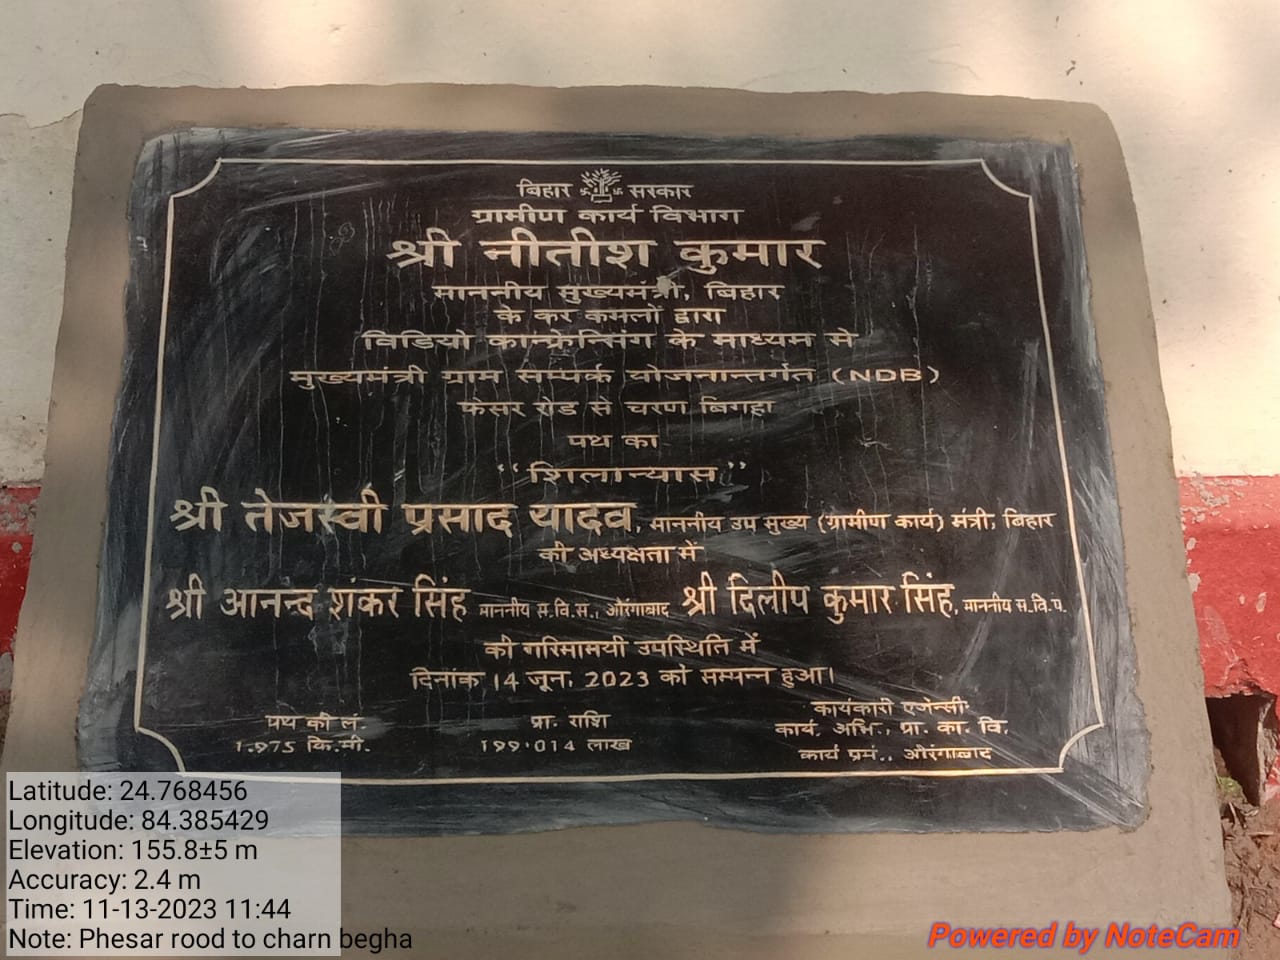 बिहार सरकार
ग्रामीण कार्य विभाग
श्री नीतीश कुमार
माननीय मुख्यमंत्री, बिहार
के कर कमलों द्वारा
विडियो कान्फ्रेन्सिंग के माध्यम से
मुख्यमंत्री ग्राम सम्पर्क योजनान्तर्गत (NDB)
फेसर रोड से चरण बिगहा
पथ का
"शिलान्यास"
श्री तेजस्वी प्रसाद यादव, माननीय उप मुख्य (ग्रामीण कार्य) मंत्री, बिहार
की अध्यक्षता में
श्री आनन्द शंकर सिंह माननीय स.वि.स., औरंगाबाद श्री दिलीप कुमार सिंह, माननीय स.वि.प.
की गरिमामयी उपस्थिति में
दिनांक 14 जून, 2023 को सम्पन्न हुआ।
पथ की लं. प्रा. राशि कार्यकारी एजेन्सी
1.975 कि.मी. 199.014 लाख कार्य. अभि., ग्रा. का. वि.
कार्य प्रमं., औरंगाबाद
Latitude: 24.768456
Longitude: 84.385429
Elevation: 155.8±5 m
Accuracy: 2.4 m
Time: 11-13-2023 11:44
Note: Phesar rood to charn begha
Powered by NoteCam